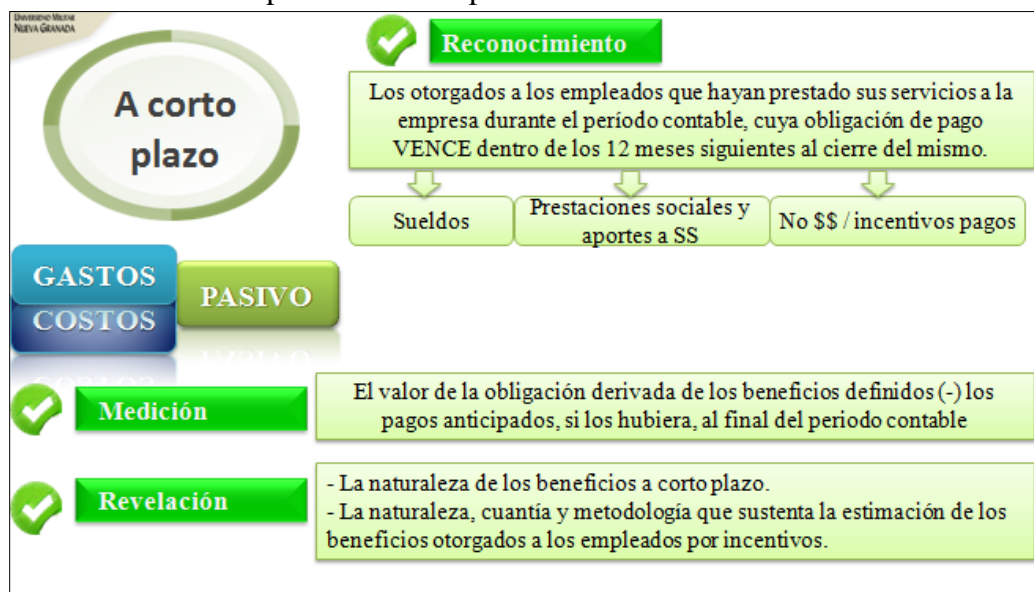 UNIVERSIDAD MILITAR
NUEVA GRANADA
A corto
plazo
Reconocimiento
Los otorgados a los empleados que hayan prestado sus servicios a la
empresa durante el período contable, cuya obligación de pago
VENCE dentro de los 12 meses siguientes al cierre del mismo.
Sueldos
Prestaciones sociales y
aportes a SS
No $$ / incentivos pagos
GASTOS
COSTOS
PASIVO
Medición
El valor de la obligación derivada de los beneficios definidos (-) los
pagos anticipados, si los hubiera, al final del periodo contable
Revelación
- La naturaleza de los beneficios a corto plazo.
- La naturaleza, cuantía y metodología que sustenta la estimación de los
beneficios otorgados a los empleados por incentivos.